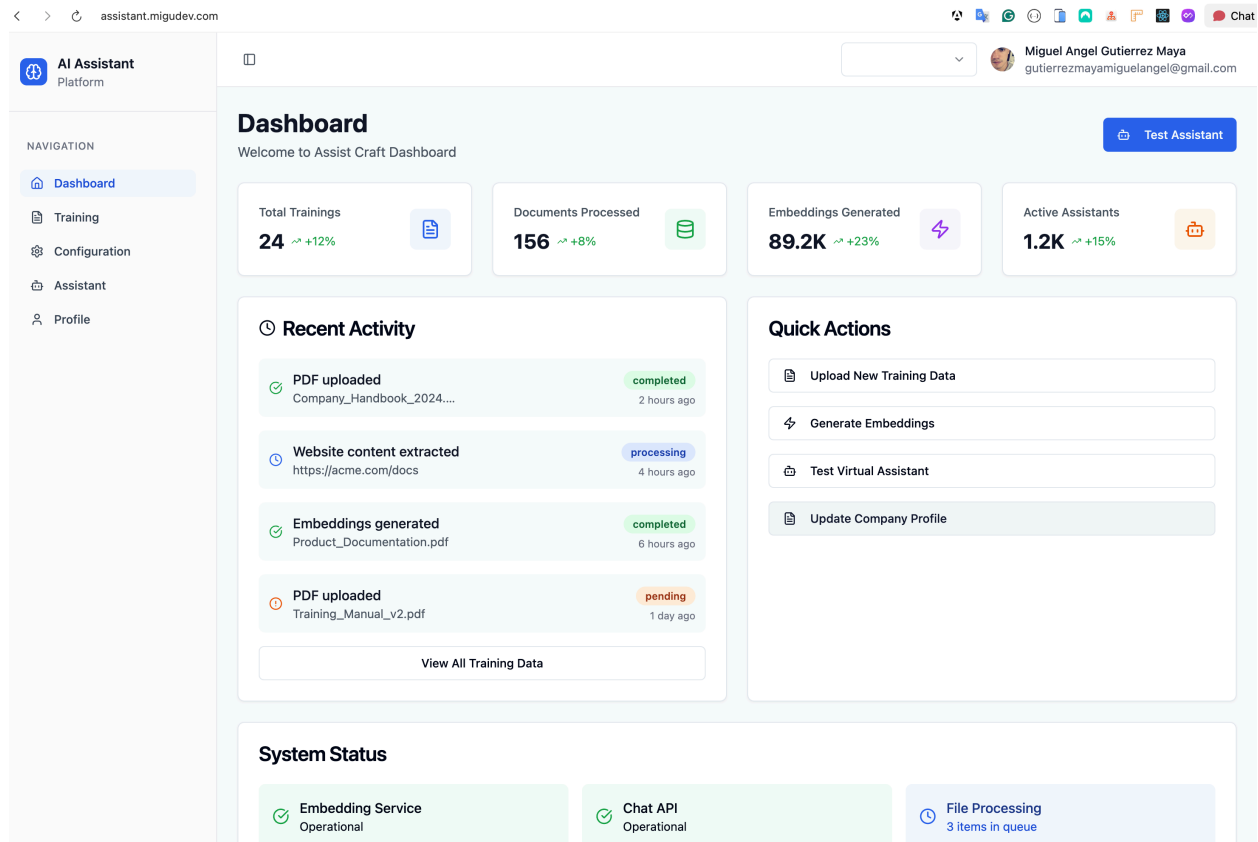 assistant.migudev.com
Chat
AI Assistant
Platform
Miguel Angel Gutierrez Maya
gutierrezmayamiguelangel@gmail.com
NAVIGATION
Dashboard
Training
Configuration
Assistant
Profile
Dashboard
Welcome to Assist Craft Dashboard
Test Assistant
Total Trainings
24 +12%
Documents Processed
156 +8%
Embeddings Generated
89.2K +23%
Active Assistants
1.2K +15%
Recent Activity
PDF uploaded
completed
Company_Handbook_2024....
2 hours ago
Website content extracted
processing
https://acme.com/docs
4 hours ago
Embeddings generated
completed
Product_Documentation.pdf
6 hours ago
PDF uploaded
pending
Training_Manual_v2.pdf
1 day ago
View All Training Data
Quick Actions
Upload New Training Data
Generate Embeddings
Test Virtual Assistant
Update Company Profile
System Status
Embedding Service
Operational
Chat API
Operational
File Processing
3 items in queue